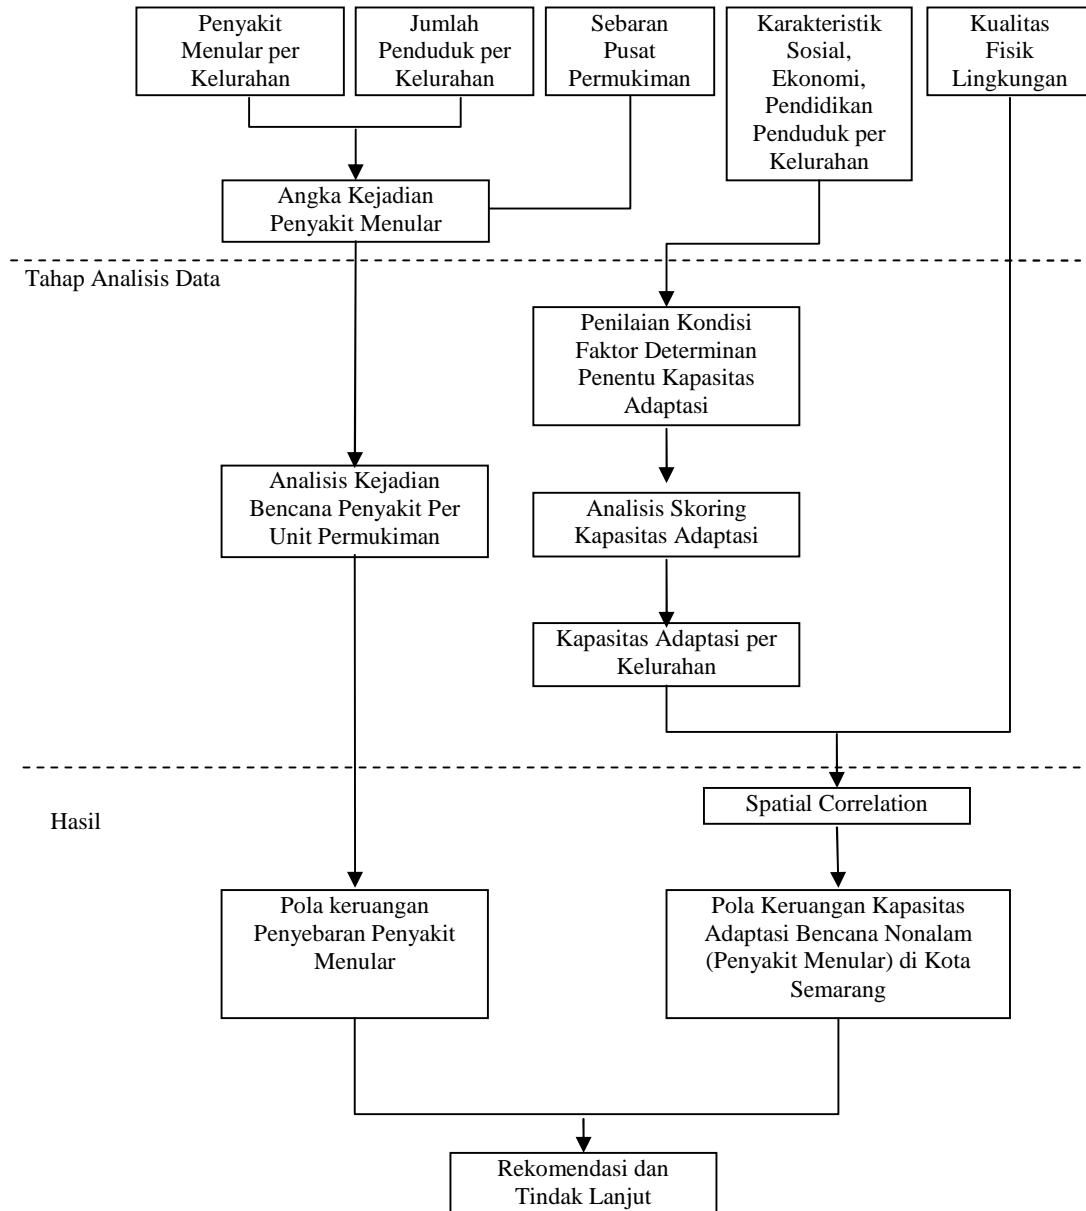 Penyakit
Menular per
Kelurahan
Jumlah
Penduduk per
Kelurahan
Sebaran
Pusat
Permukiman
Karakteristik
Sosial,
Ekonomi,
Pendidikan
Penduduk per
Kelurahan
Kualitas
Fisik
Lingkungan
Angka Kejadian
Penyakit Menular
Tahap Analisis Data
Penilaian Kondisi
Faktor Determinan
Penentu Kapasitas
Adaptasi
Analisis Kejadian
Bencana Penyakit Per
Unit Permukiman
Analisis Skoring
Kapasitas Adaptasi
Kapasitas Adaptasi per
Kelurahan
Hasil
Spatial Correlation
Pola keruangan
Penyebaran Penyakit
Menular
Pola Keruangan Kapasitas
Adaptasi Bencana Nonalam
(Penyakit Menular) di Kota
Semarang
Rekomendasi dan
Tindak Lanjut